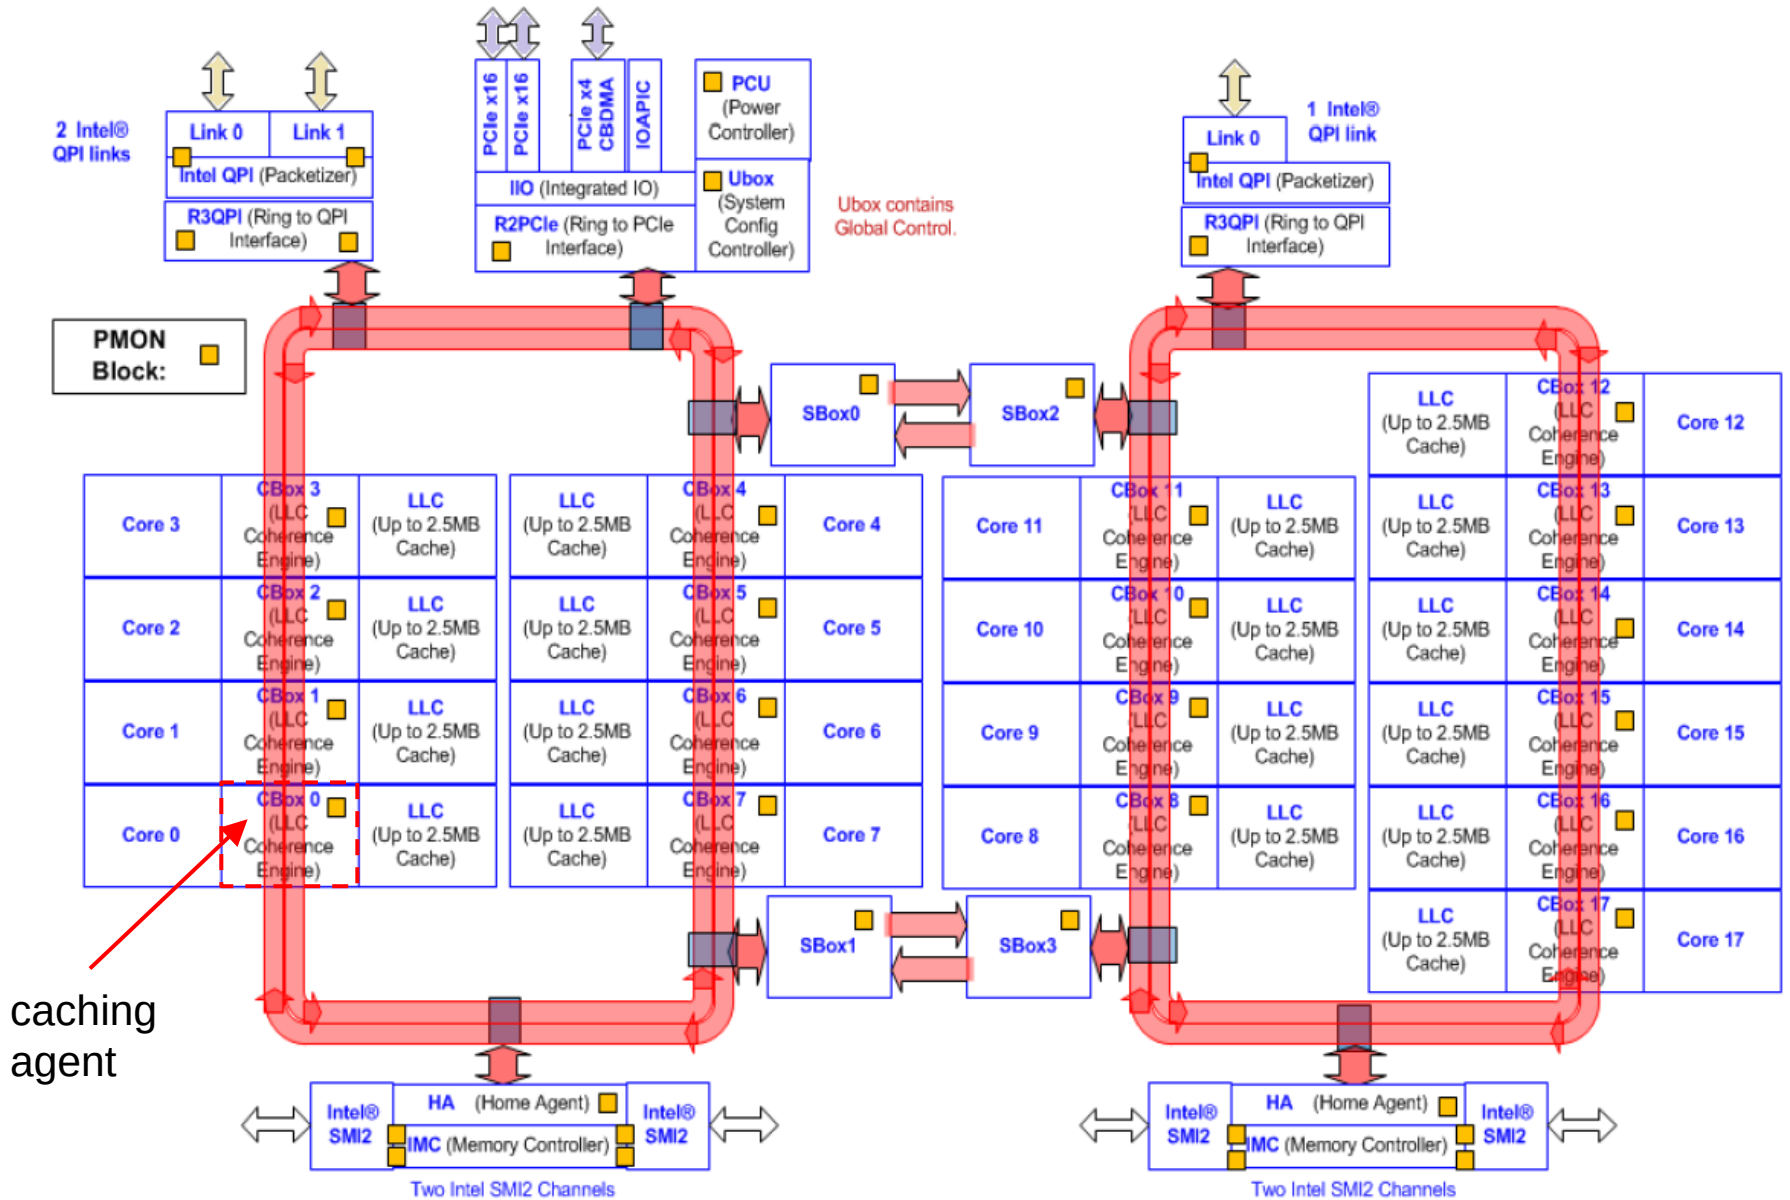 2 Intel®
QPI links
Link 0
Link 1
Intel QPI (Packetizer)
R3QPI (Ring to QPI
Interface)
PCIe x16
PCIe x16
PCIe x4
CBDMA
IOAPIC
IIO (Integrated IO)
R2PCIe (Ring to PCIe
Interface)
PCU
(Power
Controller)
Ubox
(System
Config
Controller)
Ubox contains
Global Control.
Link 0
1 Intel®
QPI link
Intel QPI (Packetizer)
R3QPI (Ring to QPI
Interface)
PMON
Block:
SBox0
SBox2
LLC
(Up to 2.5MB
Cache)
CBox 12
(LLC
Coherence
Engine)
Core 12
Core 3
CBox 3
(LLC
Coherence
Engine)
LLC
(Up to 2.5MB
Cache)
LLC
(Up to 2.5MB
Cache)
CBox 4
(LLC
Coherence
Engine)
Core 4
Core 11
CBox 11
(LLC
Coherence
Engine)
LLC
(Up to 2.5MB
Cache)
LLC
(Up to 2.5MB
Cache)
CBox 13
(LLC
Coherence
Engine)
Core 13
Core 2
CBox 2
(LLC
Coherence
Engine)
LLC
(Up to 2.5MB
Cache)
LLC
(Up to 2.5MB
Cache)
CBox 5
(LLC
Coherence
Engine)
Core 5
Core 10
CBox 10
(LLC
Coherence
Engine)
LLC
(Up to 2.5MB
Cache)
LLC
(Up to 2.5MB
Cache)
CBox 14
(LLC
Coherence
Engine)
Core 14
Core 1
CBox 1
(LLC
Coherence
Engine)
LLC
(Up to 2.5MB
Cache)
LLC
(Up to 2.5MB
Cache)
CBox 6
(LLC
Coherence
Engine)
Core 6
Core 9
CBox 9
(LLC
Coherence
Engine)
LLC
(Up to 2.5MB
Cache)
LLC
(Up to 2.5MB
Cache)
CBox 15
(LLC
Coherence
Engine)
Core 15
Core 0
CBox 0
(LLC
Coherence
Engine)
LLC
(Up to 2.5MB
Cache)
LLC
(Up to 2.5MB
Cache)
CBox 7
(LLC
Coherence
Engine)
Core 7
Core 8
CBox 8
(LLC
Coherence
Engine)
LLC
(Up to 2.5MB
Cache)
LLC
(Up to 2.5MB
Cache)
CBox 16
(LLC
Coherence
Engine)
Core 16
SBox1
SBox3
LLC
(Up to 2.5MB
Cache)
CBox 17
(LLC
Coherence
Engine)
Core 17
caching
agent
Intel®
SMI2
HA (Home Agent)
IMC (Memory Controller)
Intel®
SMI2
Two Intel SMI2 Channels
Intel®
SMI2
HA (Home Agent)
IMC (Memory Controller)
Intel®
SMI2
Two Intel SMI2 Channels